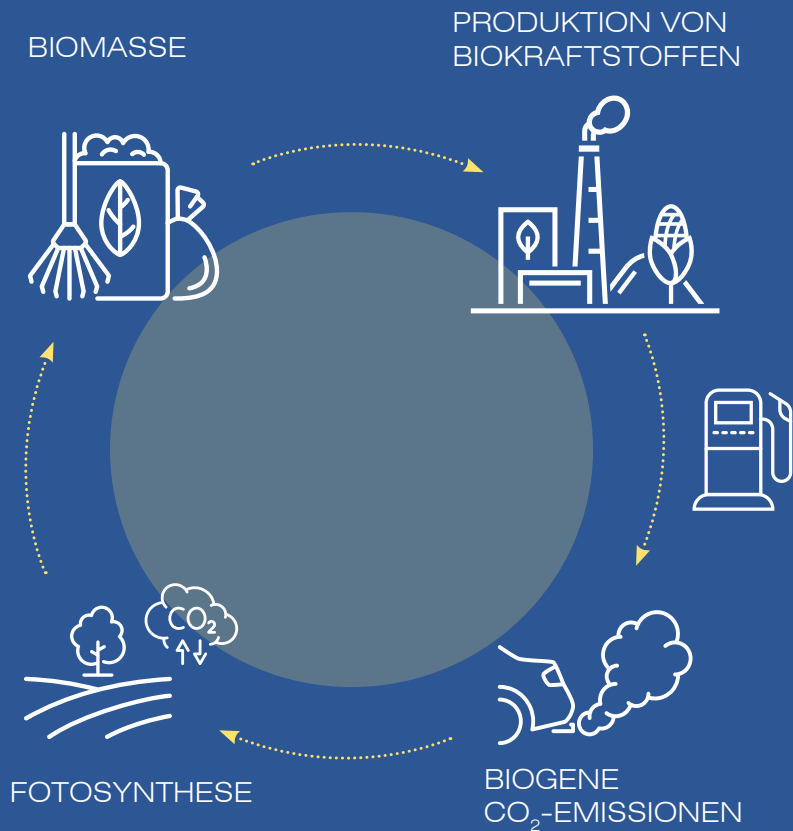 BIOMASSE
PRODUKTION VON
BIOKRAFTSTOFFEN
CO₂
FOTOSYNTHESE
BIOGENE
CO₂-EMISSIONEN